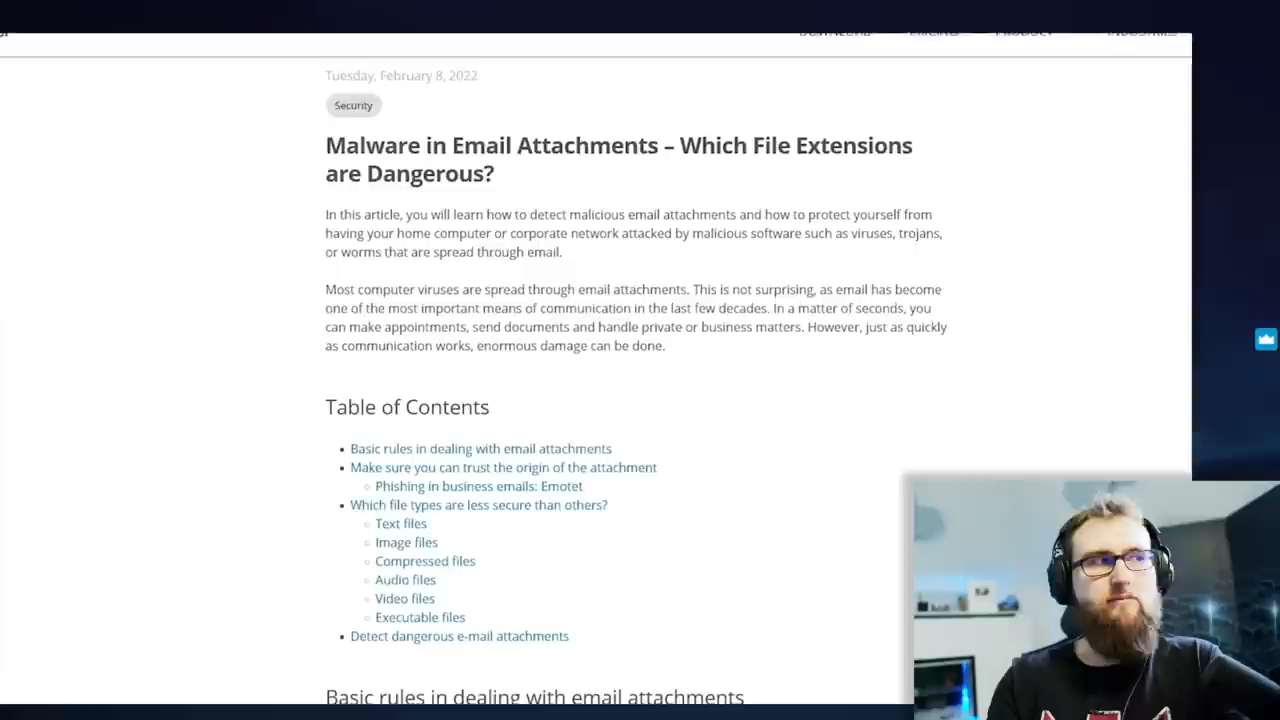 Tuesday, February 8, 2022
Security
Malware in Email Attachments – Which File Extensions
are Dangerous?
In this article, you will learn how to detect malicious email attachments and how to protect yourself from
having your home computer or corporate network attacked by malicious software such as viruses, trojans,
or worms that are spread through email.
Most computer viruses are spread through email attachments. This is not surprising, as email has become
one of the most important means of communication in the last few decades. In a matter of seconds, you
can make appointments, send documents and handle private or business matters. However, just as quickly
as communication works, enormous damage can be done.
Table of Contents
• Basic rules in dealing with email attachments
• Make sure you can trust the origin of the attachment
◦ Phishing in business emails: Emotet
• Which file types are less secure than others?
◦ Text files
◦ Image files
◦ Compressed files
◦ Audio files
◦ Video files
◦ Executable files
• Detect dangerous e-mail attachments
Basic rules in dealing with email attachments